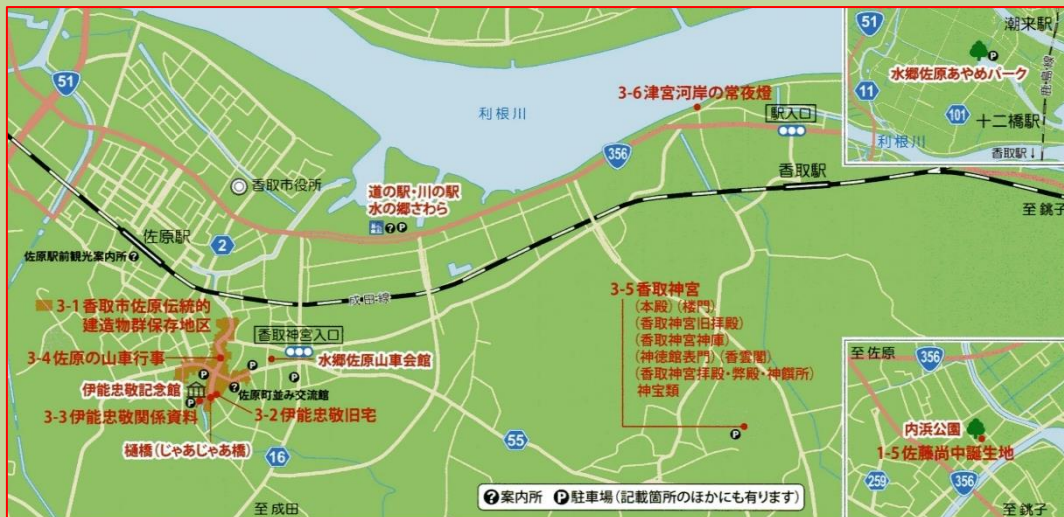 51
利根川
3-6津宮河岸の常夜燈
駅入口
356
香取駅
至 銚子
香取市役所
道の駅・川の駅
水の郷さわら
佐原駅
2
佐原駅前観光案内所
成田線
3-1香取市佐原伝統的
建造物群保存地区
香取神宮入口
3-4佐原の山車行事
水郷佐原山車会館
伊能忠敬記念館
佐原町並み交流館
3-3伊能忠敬関係資料
3-2伊能忠敬旧宅
樋橋(じゃあじゃあ橋)
16
55
至 成田
3-5香取神宮
(本殿)(楼門)
(香取神宮旧拝殿)
(香取神宮神庫)
(神徳館表門)(香雲閣)
(香取神宮拝殿・弊殿・神饌所)
神宝類
P
?案内所 P駐車場(記載箇所のほかにも有ります)
51
潮来駅
P
水郷佐原あやめパーク
鹿島線
11
101
十二橋駅
利根川
香取駅↓
至 佐原
356
内浜公園
1-5佐藤尚中誕生地
259
356
至 銚子